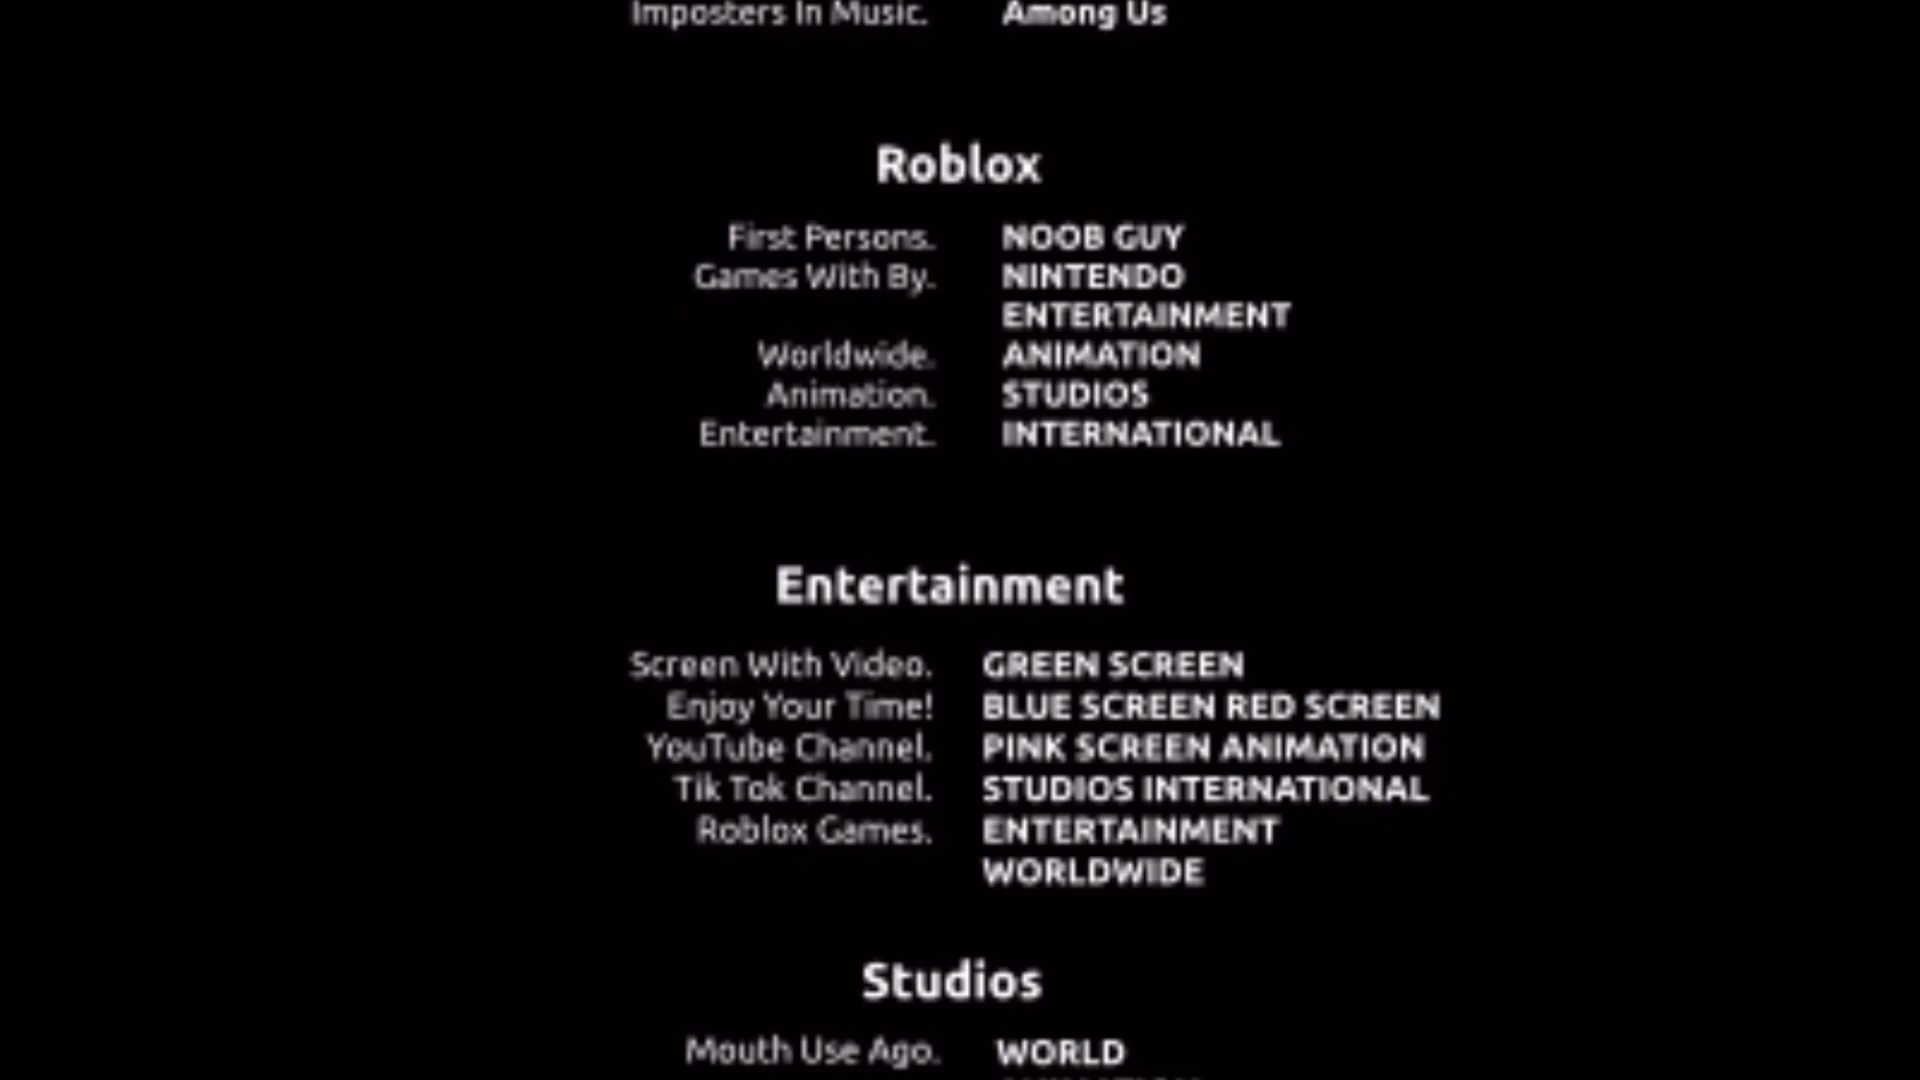 Imposters In Music. Among Us
Roblox
First Persons. NOOB GUY
Games With By. NINTENDO
ENTERTAINMENT
Worldwide. ANIMATION
Animation. STUDIOS
Entertainment. INTERNATIONAL
Entertainment
Screen With Video. GREEN SCREEN
Enjoy Your Time! BLUE SCREEN RED SCREEN
YouTube Channel. PINK SCREEN ANIMATION
Tik Tok Channel. STUDIOS INTERNATIONAL
Roblox Games. ENTERTAINMENT
WORLDWIDE
Studios
Mouth Use Ago. WORLD